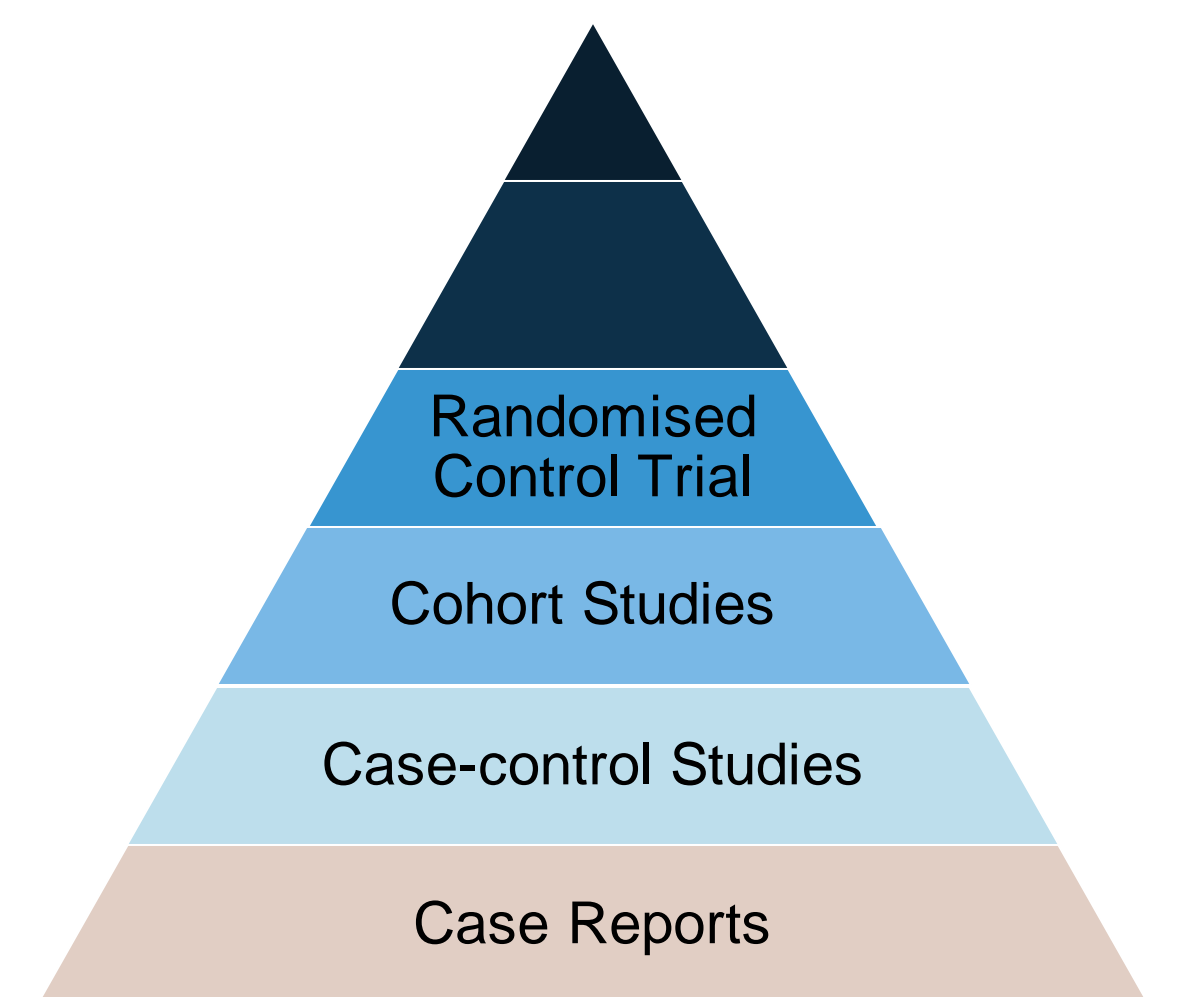 Randomised
Control Trial
Cohort Studies
Case-control Studies
Case Reports